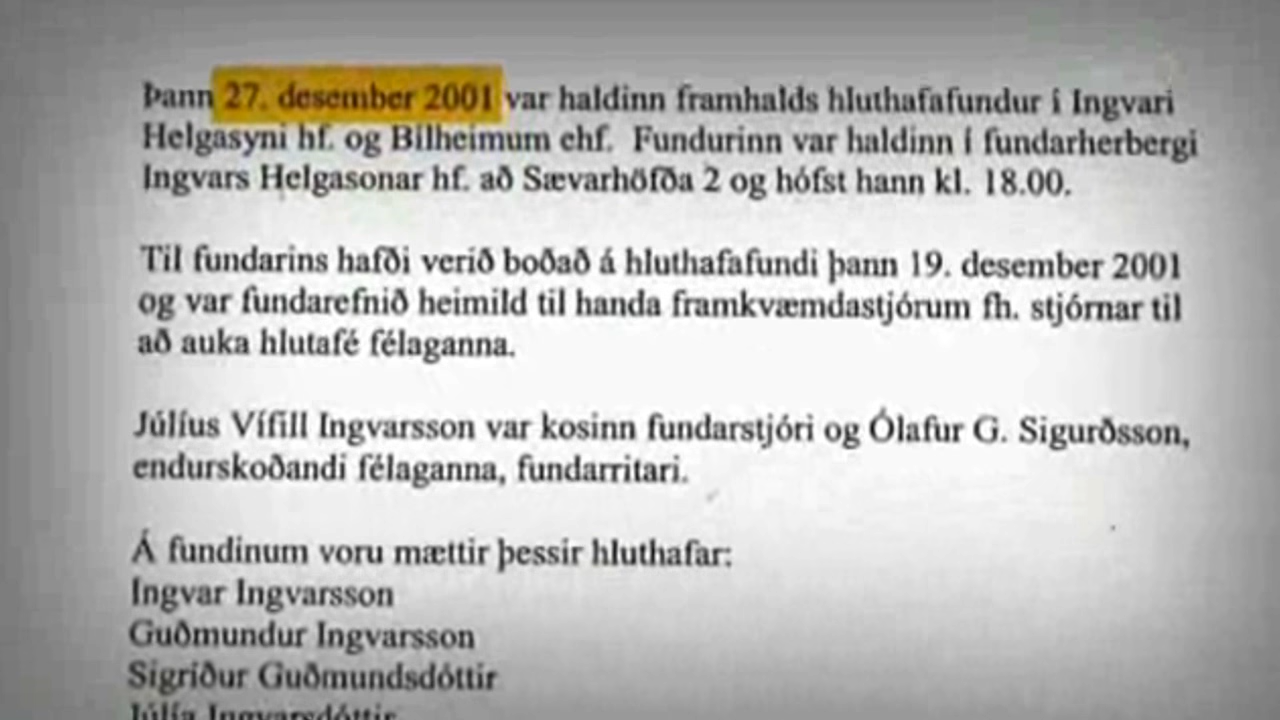 Þann 27. desember 2001 var haldinn framhalds hluthafafundur í Ingvari
Helgasyni hf. og Bílheimum ehf. Fundurinn var haldinn í fundarherbergi
Ingvars Helgasonar hf. að Sævarhöfða 2 og hófst hann kl. 18.00.
Til fundarins hafði verið boðað á hluthafafundi þann 19. desember 2001
og var fundarefnið heimild til handa framkvæmdastjórum fh. stjórnar til
að auka hlutafé félaganna.
Júlíus Vífill Ingvarsson var kosinn fundarstjóri og Ólafur G. Sigurðsson,
endurskoðandi félaganna, fundarritari.
Á fundinum voru mættir þessir hluthafar:
Ingvar Ingvarsson
Guðmundur Ingvarsson
Sigríður Guðmundsdóttir
Júlía Ingvarsdóttir